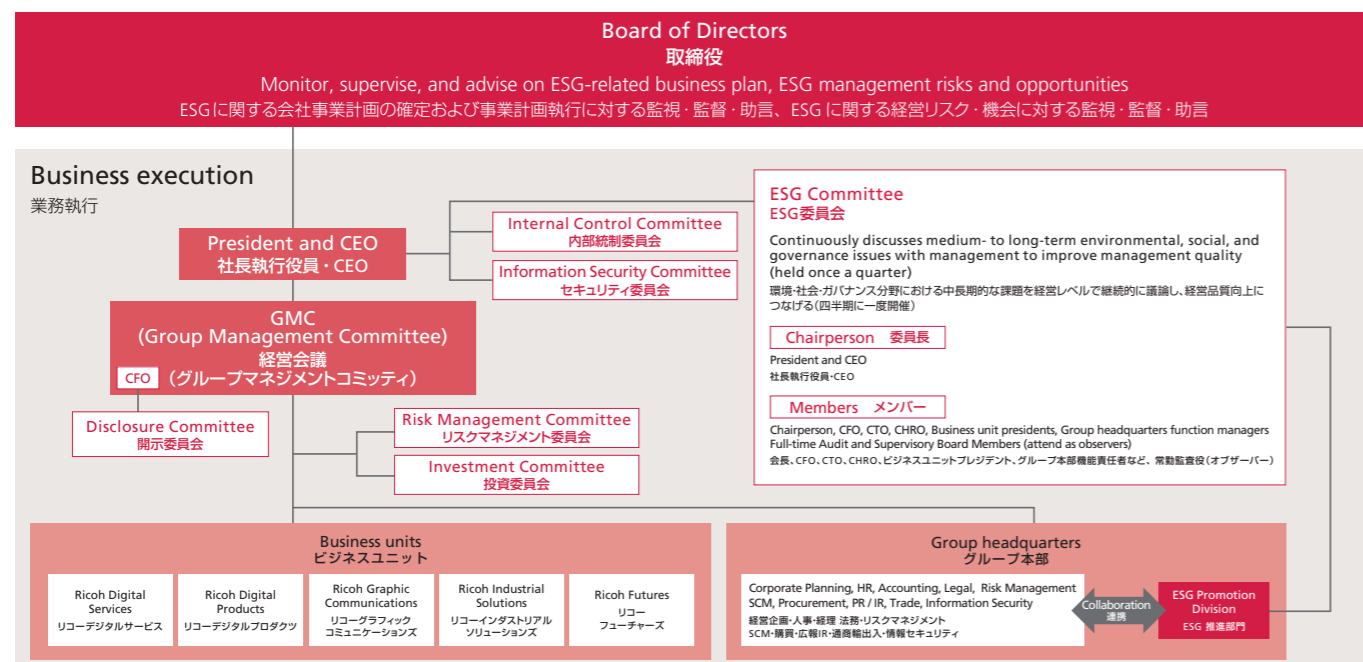 Board of Directors
取締役
Monitor, supervise, and advise on ESG-related business plan, ESG management risks and opportunities
ESGに関する会社事業計画の確定および事業計画執行に対する監視・監督・助言、ESG に関する経営リスク・機会に対する監視・監督・助言
Business execution
業務執行
President and CEO
社長執行役員・CEO
Internal Control Committee
内部統制委員会
Information Security Committee
セキュリティ委員会
GMC
(Group Management Committee)
経営会議
CFO
(グループマネジメントコミッティ)
Disclosure Committee
開示委員会
Risk Management Committee
リスクマネジメント委員会
Investment Committee
投資委員会
ESG Committee
ESG委員会
Continuously discusses medium- to long-term environmental, social, and
governance issues with management to improve management quality
(held once a quarter)
環境・社会・ガバナンス分野における中長期的な課題を経営レベルで継続的に議論し、経営品質向上に
つなげる（四半期に一度開催）
Chairperson 委員長
President and CEO
社長執行役員・CEO
Members メンバー
Chairperson, CFO, CTO, CHRO, Business unit presidents, Group headquarters function managers
Full-time Audit and Supervisory Board Members (attend as observers)
会長、CFO、CTO、CHRO、ビジネスユニットプレジデント、グループ本部機能責任者など、常勤監査役（オブザーバー）
Business units
ビジネスユニット
Ricoh Digital
Services
リコーデジタルサービス
Ricoh Digital
Products
リコーデジタルプロダクツ
Ricoh Graphic
Communications
リコーグラフィック
コミュニケーションズ
Ricoh Industrial
Solutions
リコーインダストリアル
ソリューションズ
Ricoh Futures
リコー
フューチャーズ
Group headquarters
グループ本部
Corporate Planning, HR, Accounting, Legal, Risk Management
SCM, Procurement, PR / IR, Trade, Information Security
経営企画・人事・経理 法務・リスクマネジメント
SCM・購買・広報IR・通商輸出入・情報セキュリティ
Collaboration
連携
ESG Promotion
Division
ESG 推進部門